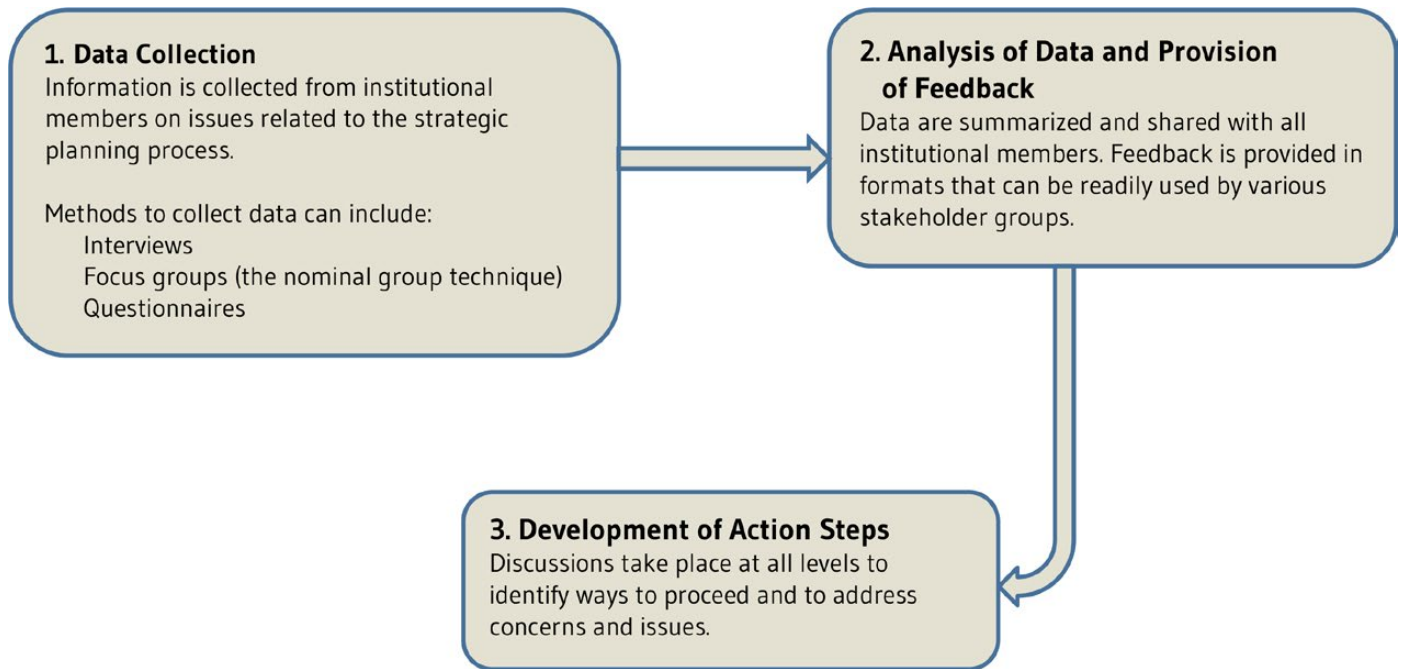 1. Data Collection
Information is collected from institutional
members on issues related to the strategic
planning process.
Methods to collect data can include:
Interviews
Focus groups (the nominal group technique)
Questionnaires
2. Analysis of Data and Provision
of Feedback
Data are summarized and shared with all
institutional members. Feedback is provided in
formats that can be readily used by various
stakeholder groups.
3. Development of Action Steps
Discussions take place at all levels to
identify ways to proceed and to address
concerns and issues.